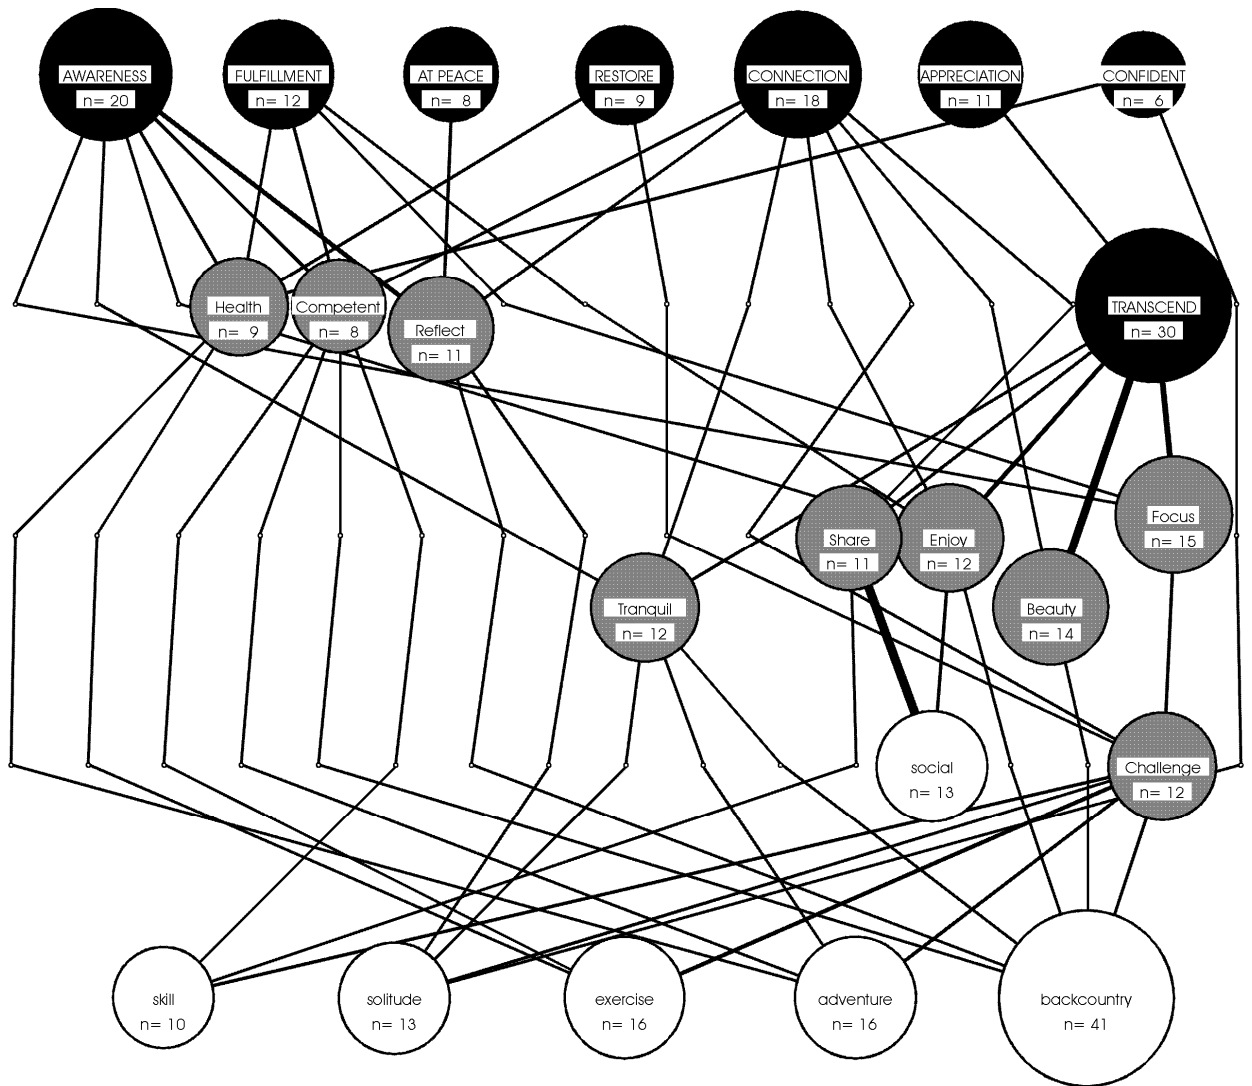 AWARENESS
n= 20
FULFILLMENT
n= 12
AT PEACE
n= 8
RESTORE
n= 9
CONNECTION
n= 18
APPRECIATION
n= 11
CONFIDENT
n= 6
Health
n= 9
Competent
n= 8
Reflect
n= 11
TRANSCEND
n= 30
Share
n= 11
Enjoy
n= 12
Focus
n= 15
Tranquil
n= 12
Beauty
n= 14
social
n= 13
Challenge
n= 12
skill
n= 10
solitude
n= 13
exercise
n= 16
adventure
n= 16
backcountry
n= 41